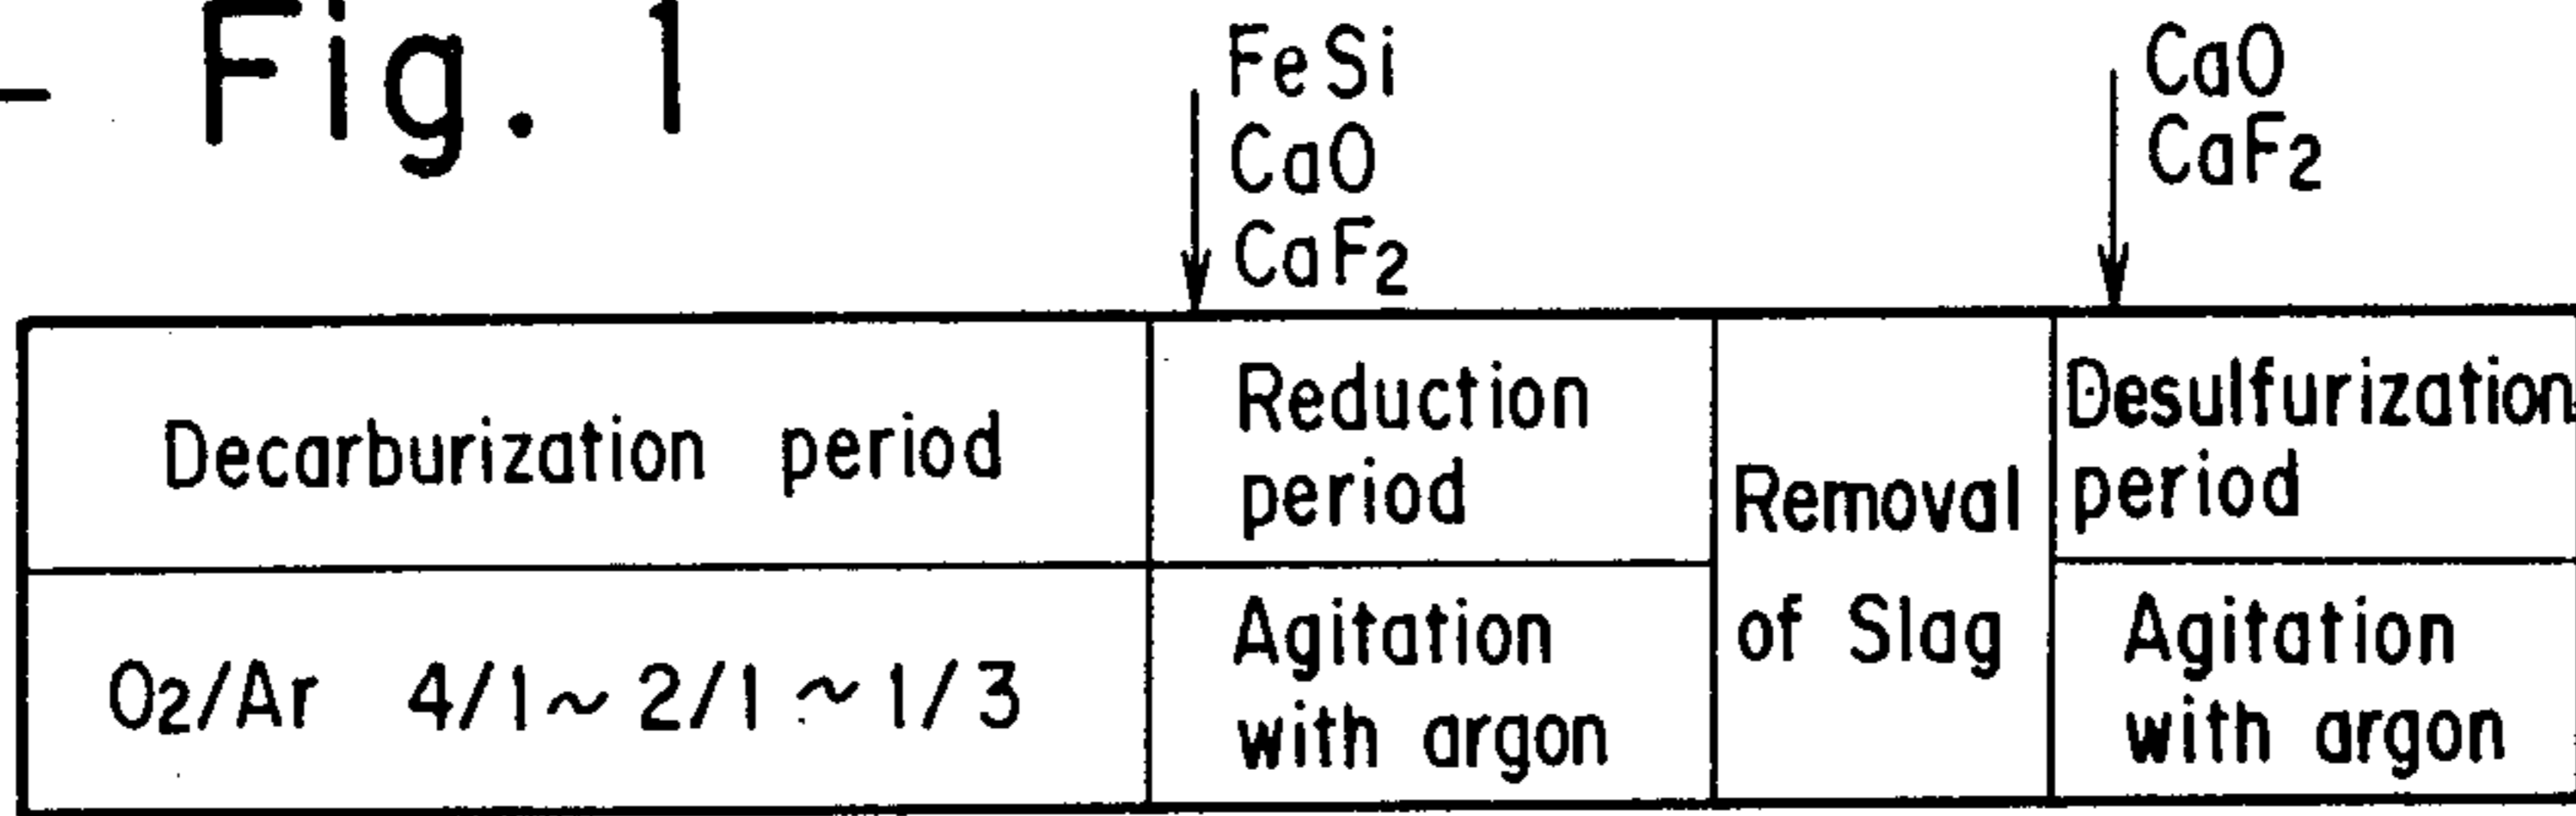 Fig. 1
FeSi
CaO
CaF2
CaO
CaF2
Decarburization period
Reduction
period
Removal
of Slag
Desulfurization
period
O2/Ar 4/1~2/1~1/3
Agitation
with argon
Agitation
with argon